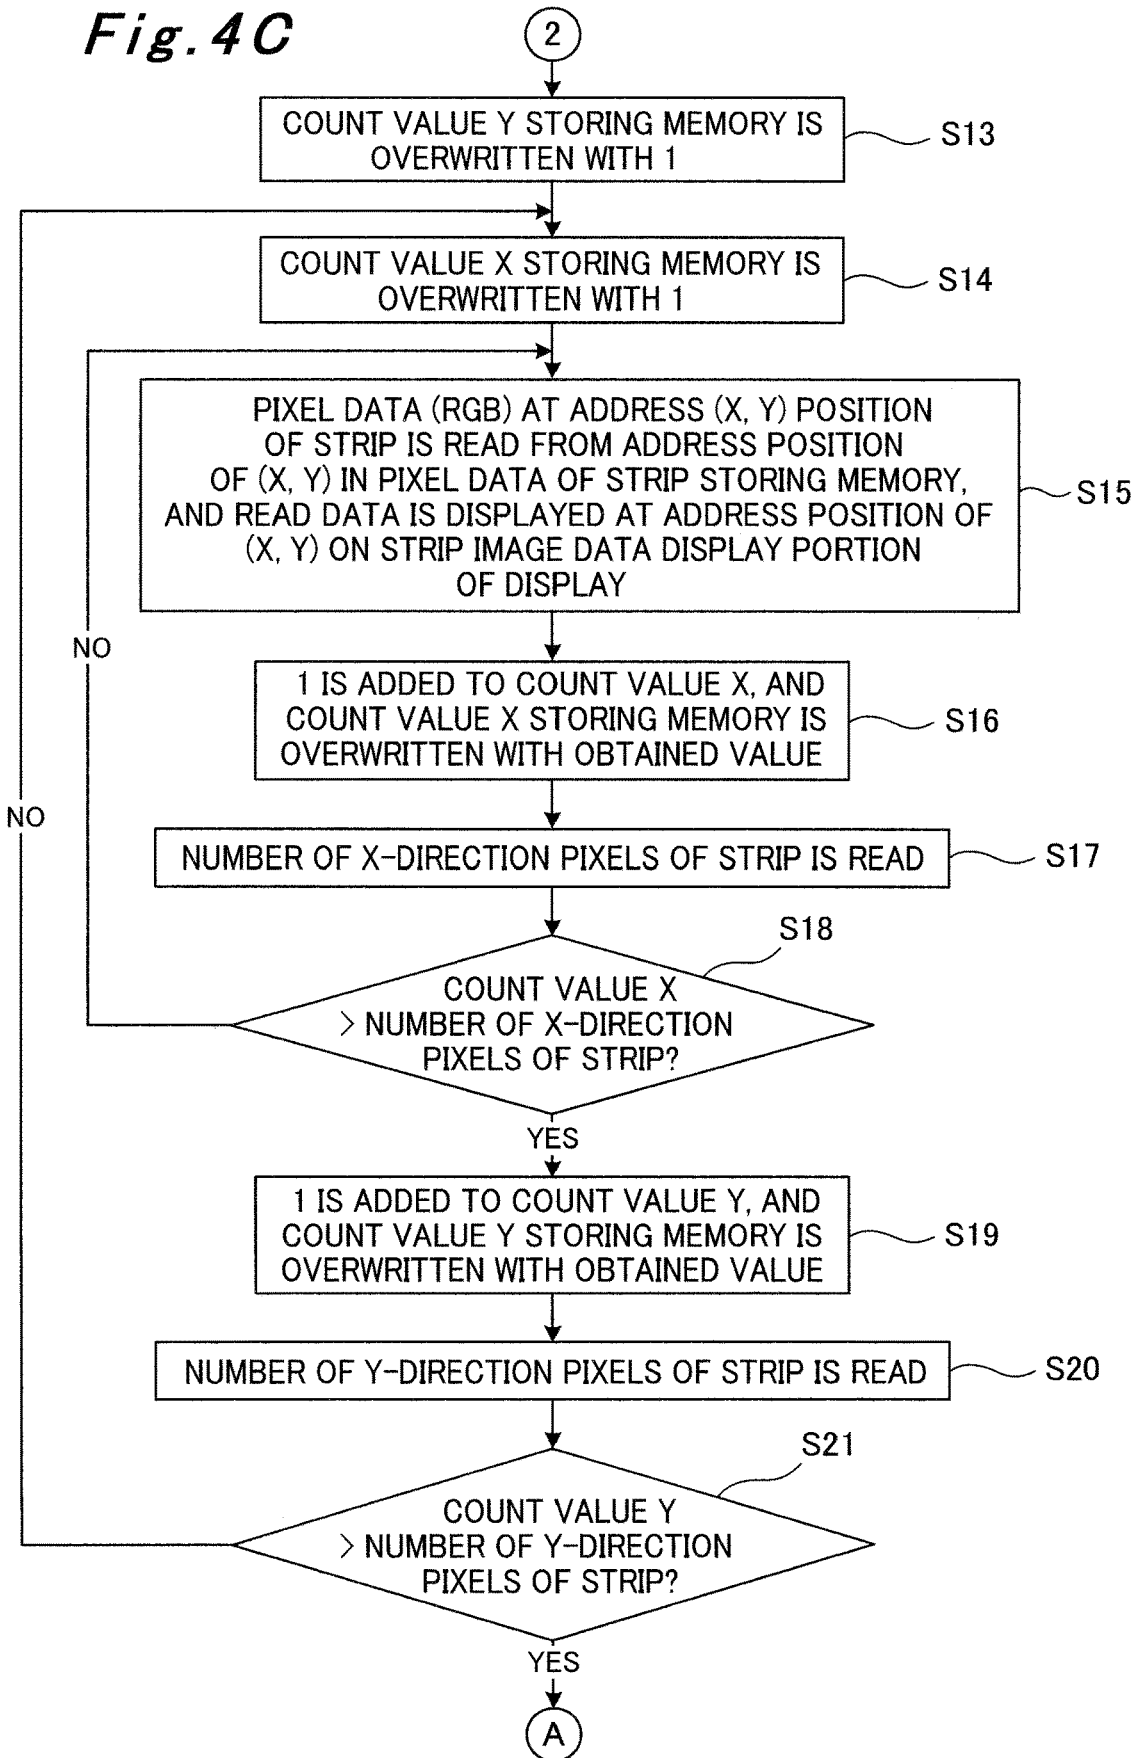 Fig. 4C
2
COUNT VALUE Y STORING MEMORY IS
OVERWRITTEN WITH 1
S13
COUNT VALUE X STORING MEMORY IS
OVERWRITTEN WITH 1
S14
PIXEL DATA (RGB) AT ADDRESS (X, Y) POSITION
OF STRIP IS READ FROM ADDRESS POSITION
OF (X, Y) IN PIXEL DATA OF STRIP STORING MEMORY,
AND READ DATA IS DISPLAYED AT ADDRESS POSITION OF
(X, Y) ON STRIP IMAGE DATA DISPLAY PORTION
OF DISPLAY
S15
NO
1 IS ADDED TO COUNT VALUE X, AND
COUNT VALUE X STORING MEMORY IS
OVERWRITTEN WITH OBTAINED VALUE
S16
NO
NUMBER OF X-DIRECTION PIXELS OF STRIP IS READ
S17
S18
COUNT VALUE X
> NUMBER OF X-DIRECTION
PIXELS OF STRIP?
YES
1 IS ADDED TO COUNT VALUE Y, AND
COUNT VALUE Y STORING MEMORY IS
OVERWRITTEN WITH OBTAINED VALUE
S19
NUMBER OF Y-DIRECTION PIXELS OF STRIP IS READ
S20
S21
COUNT VALUE Y
> NUMBER OF Y-DIRECTION
PIXELS OF STRIP?
YES
A